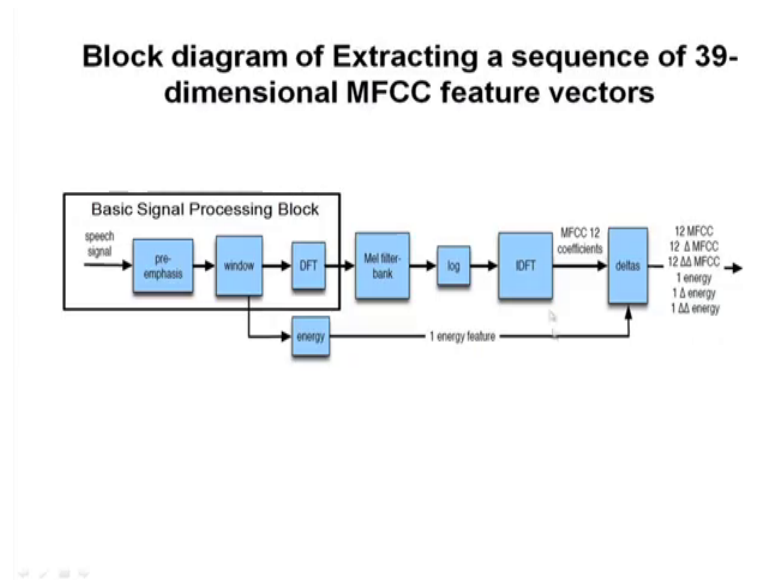 Block diagram of Extracting a sequence of 39-
dimensional MFCC feature vectors
Basic Signal Processing Block
speech
signal
pre-
emphasis
window
DFT
Mel filter-
bank
log
IDFT
MFCC 12
coefficients
deltas
12 MFCC
12 Δ MFCC
12 ΔΔ MFCC
1 energy
1 Δ energy
1 ΔΔ energy
energy
1 energy feature